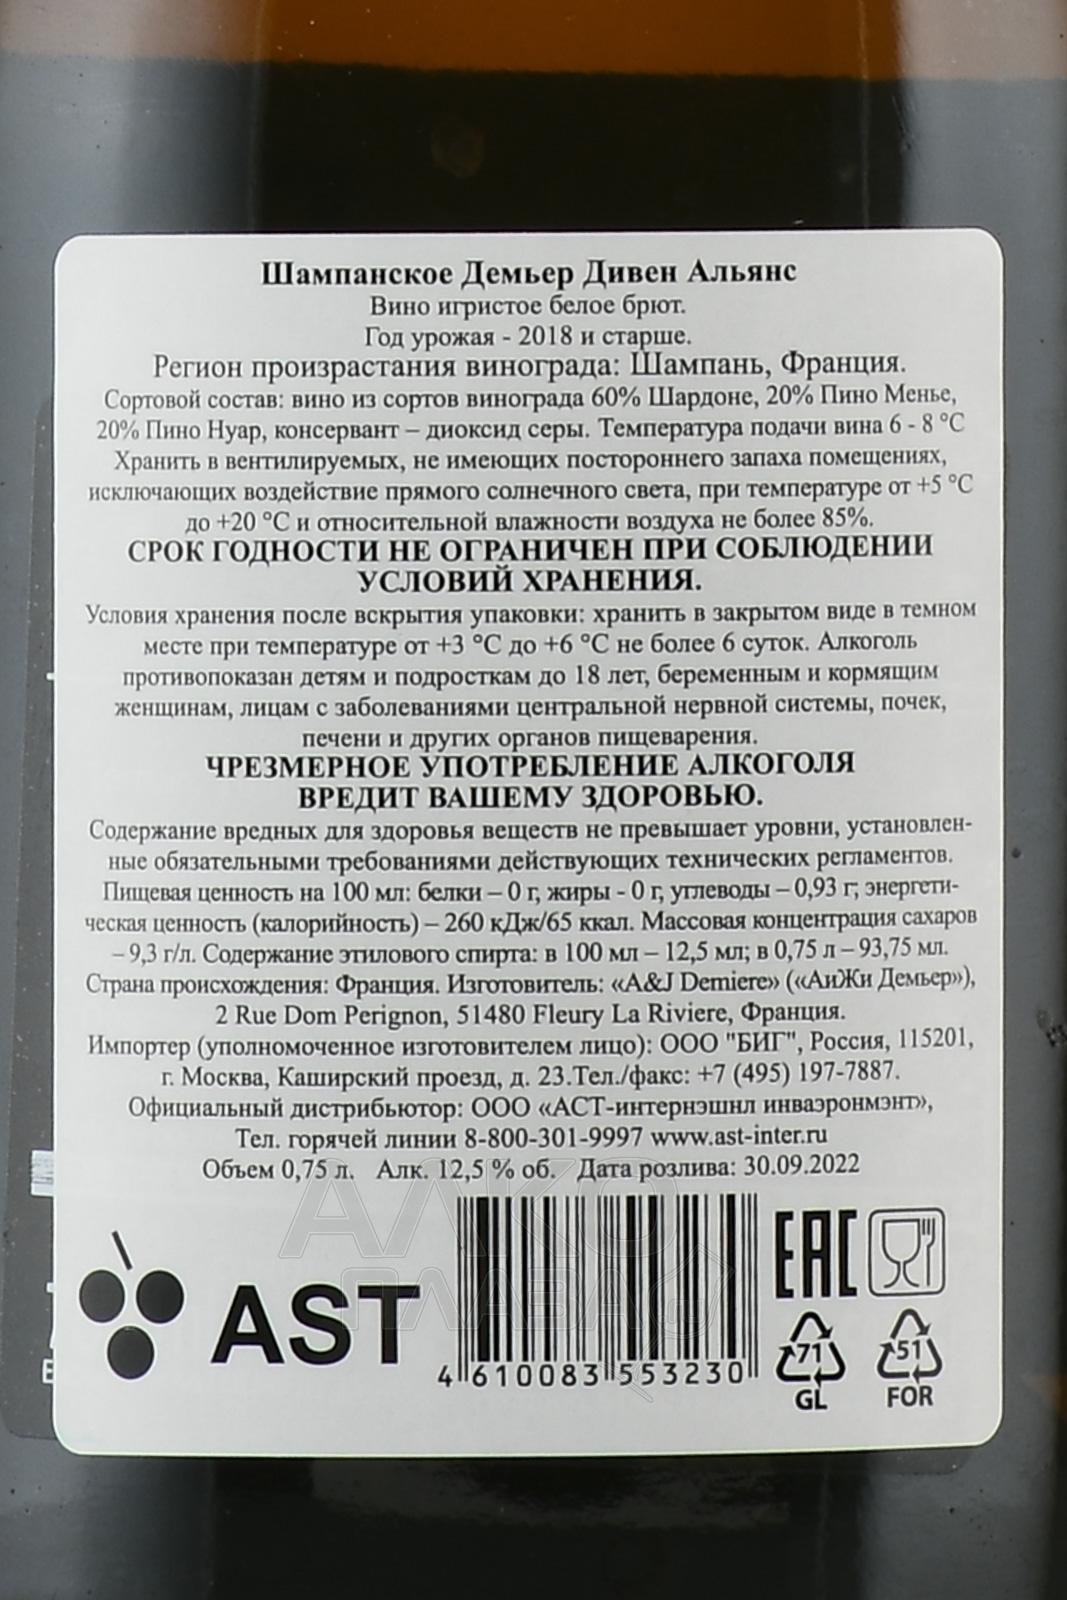 Шампанское Демьер Дивен Альянс
Вино игристое белое брют.
Год урожая - 2018 и старше.
Регион произрастания винограда: Шампань, Франция.
Сортовой состав: вино из сортов винограда 60% Шардоне, 20% Пино Менье,
20% Пино Нуар, консервант – диоксид серы. Температура подачи вина 6 - 8 °С
Хранить в вентилируемых, не имеющих постороннего запаха помещениях,
исключающих воздействие прямого солнечного света, при температуре от +5 °С
до +20 °С и относительной влажности воздуха не более 85%.
СРОК ГОДНОСТИ НЕ ОГРАНИЧЕН ПРИ СОБЛЮДЕНИИ
УСЛОВИЙ ХРАНЕНИЯ.
Условия хранения после вскрытия упаковки: хранить в закрытом виде в темном
месте при температуре от +3 °С до +6 °С не более 6 суток. Алкоголь
противопоказан детям и подросткам до 18 лет, беременным и кормящим
женщинам, лицам с заболеваниями центральной нервной системы, почек,
печени и других органов пищеварения.
ЧРЕЗМЕРНОЕ УПОТРЕБЛЕНИЕ АЛКОГОЛЯ
ВРЕДИТ ВАШЕМУ ЗДОРОВЬЮ.
Содержание вредных для здоровья веществ не превышает уровни, установлен-
ные обязательными требованиями действующих технических регламентов.
Пищевая ценность на 100 мл: белки – 0 г, жиры - 0 г, углеводы – 0,93 г; энергети-
ческая ценность (калорийность) – 260 кДж/65 ккал. Массовая концентрация сахаров
– 9,3 г/л. Содержание этилового спирта: в 100 мл – 12,5 мл; в 0,75 л – 93,75 мл.
Страна происхождения: Франция. Изготовитель: «A&J Demiere» («АиЖи Демьер»),
2 Rue Dom Perignon, 51480 Fleury La Riviere, Франция.
Импортер (уполномоченное изготовителем лицо): ООО "БИГ", Россия, 115201,
г. Москва, Каширский проезд, д. 23.Тел./факс: +7 (495) 197-7887.
Официальный дистрибьютор: ООО «АСТ-интернэшнл инваэронмэнт»,
Тел. горячей линии 8-800-301-9997 www.ast-inter.ru
Объем 0,75 л. Алк. 12,5 % об. Дата розлива: 30.09.2022
АЛКО
ПЛАЗА
EAC
AST
71
51
4 610083 553230
GL
FOR